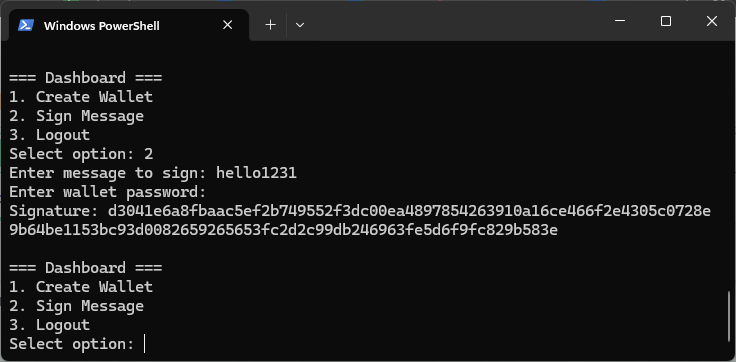 Windows PowerShell
=== Dashboard ===
1. Create Wallet
2. Sign Message
3. Logout
Select option: 2
Enter message to sign: hello1231
Enter wallet password:
Signature: d3041e6a8fbaac5ef2b749552f3dc00ea4897854263910a16ce466f2e4305c0728e
9b64be1153bc93d0082659265653fc2d2c99db246963fe5d6f9fc829b583e
=== Dashboard ===
1. Create Wallet
2. Sign Message
3. Logout
Select option: